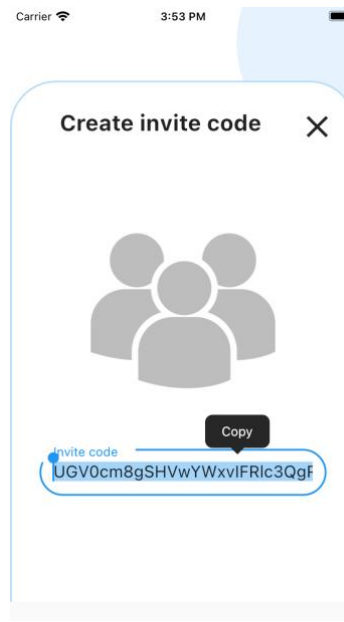 Carrier
3:53 PM
Create invite code
Copy
Invite code
UGV0cm8gSHVwYWxvIFRlc3QgF